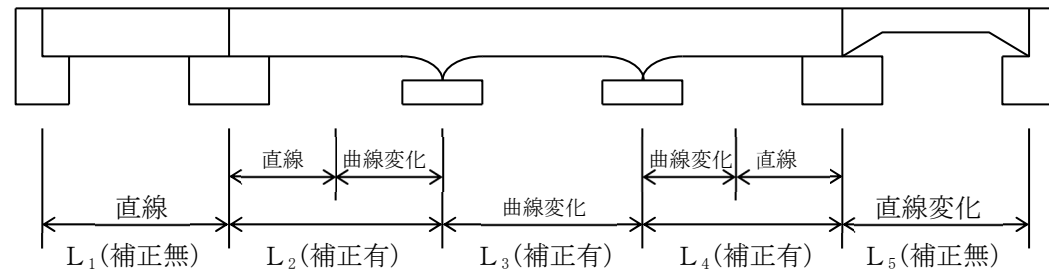 直線 曲線変化 曲線変化 直線
直線 曲線変化 直線変化
L₁(補正無) L₂(補正有) L₃(補正有) L₄(補正有) L₅(補正無)